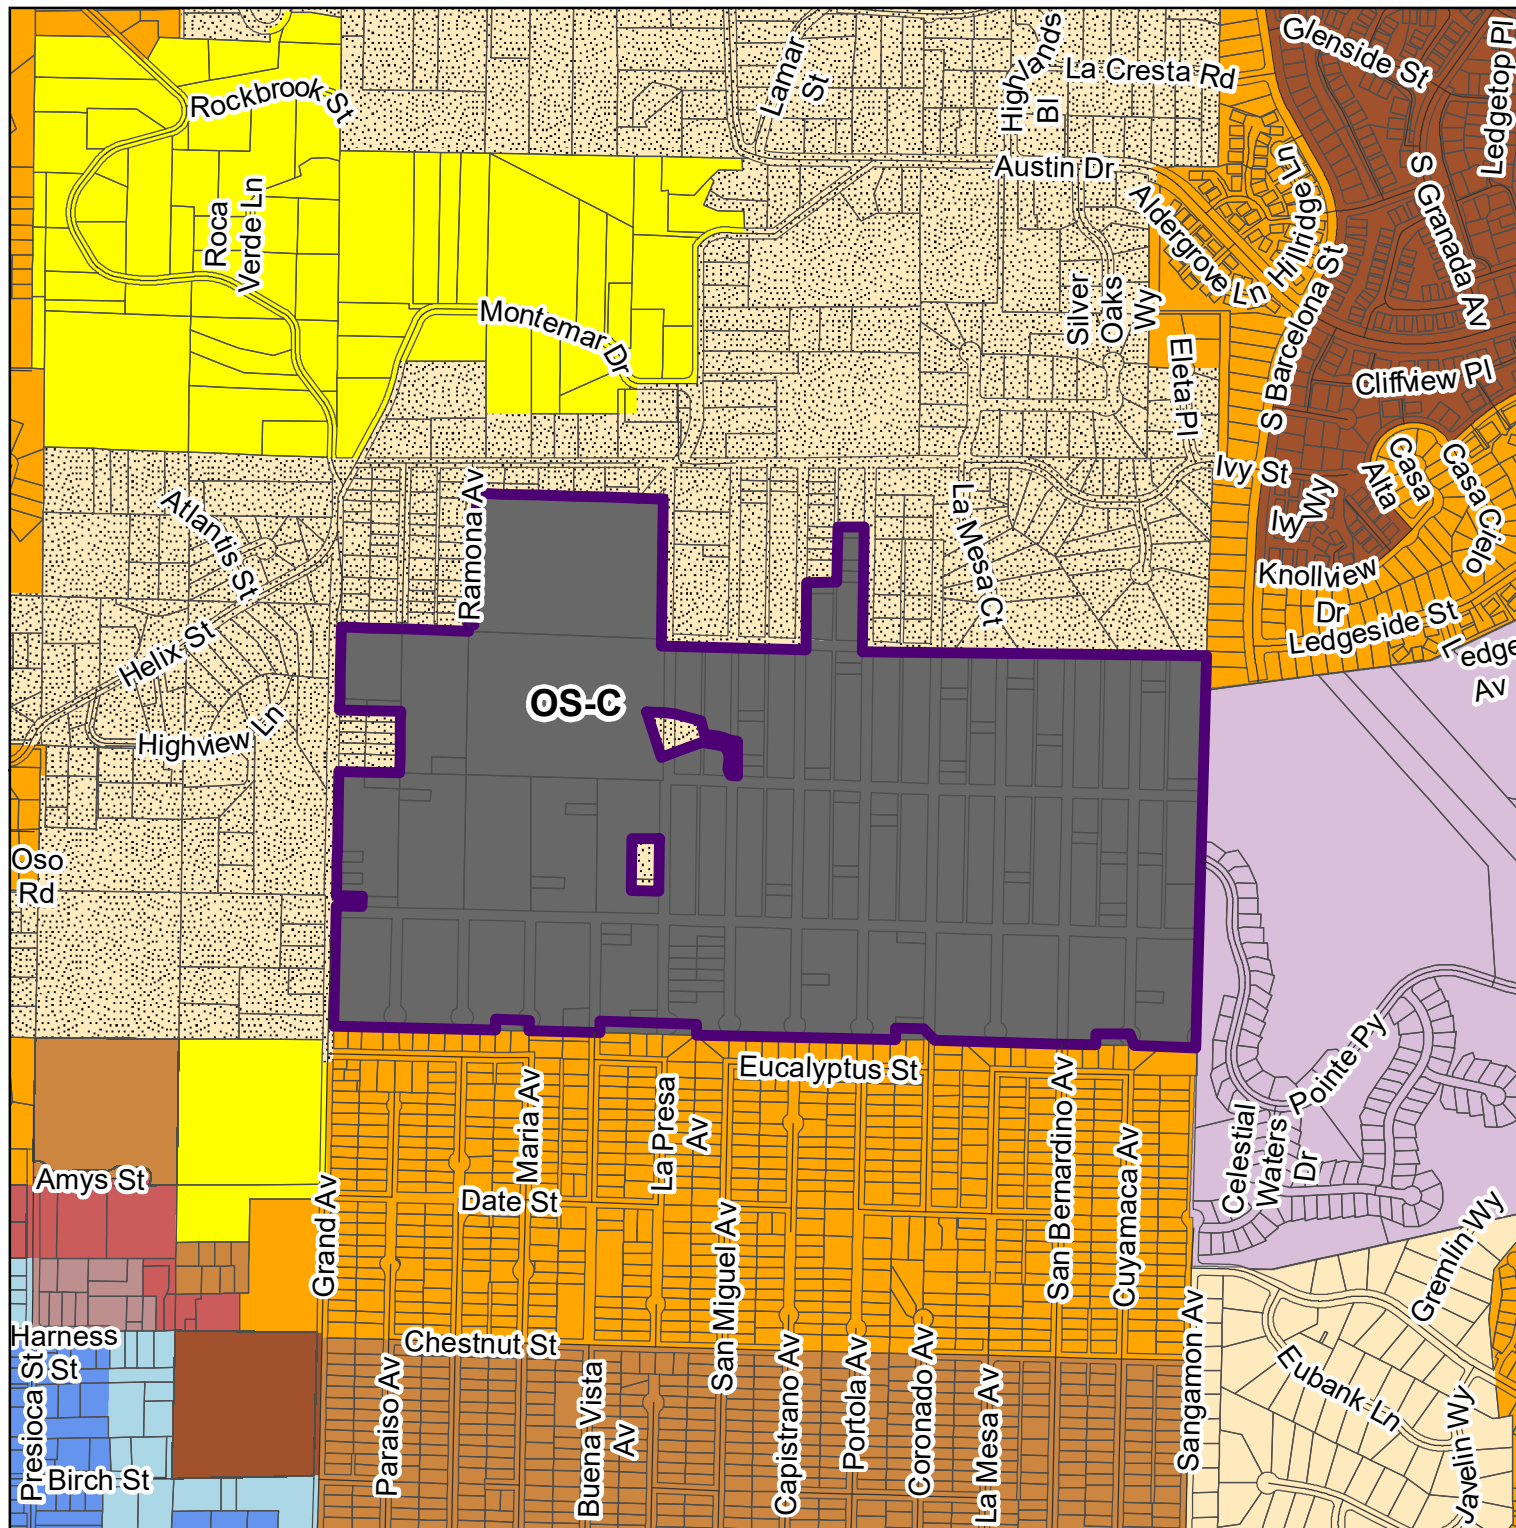 Glenside St
Ledgetop Pl
Lamar
St
Highlands
Bl
La Cresta Rd
Rockbrook St
Austin Dr
Hillridge Ln
S Granada Av
Aldergrove Ln
Roca
Verde Ln
Silver
Oaks
Wy
S Barcelona St
Montemar Dr
Eleta Pl
Cliffview Pl
Casa
Alta
Casa Cielo
Ivy St
Ramona Av
La Mesa Ct
Atlantis St
Ivy
Wy
Knollview
Dr
Helix St
Ledgeside St
Ledge
Av
OS-C
Highview Ln
Oso
Rd
Pointe Py
Eucalyptus St
Maria Av
La Presa
Av
San Bernardino Av
Cuyamaca Av
Celestial
Waters
Dr
Amys St
Grand Av
Date St
San Miguel Av
Gremlin Wy
Harness
St
Presioca St
Chestnut St
Paraiso Av
Buena Vista
Av
Capistrano Av
Portola Av
Coronado Av
La Mesa Av
Sangamon Av
Eubank Ln
Javelin Wy
Birch St